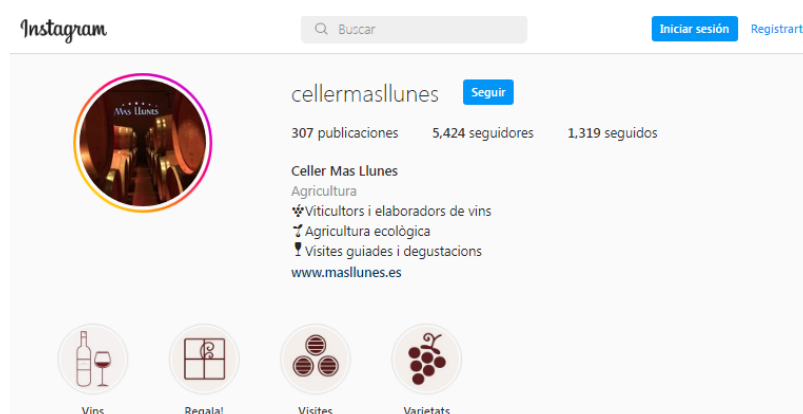 Instagram
Buscar
Iniciar sesión
Registrart
MAS LLUNES
cellermasllunes
Seguir
307 publicaciones 5,424 seguidores 1,319 seguidos
Celler Mas Llunes
Agricultura
Viticultors i elaboradors de vins
Agricultura ecològica
Visites guiades i degustacions
www.masllunes.es
Vins Regala! Visites Varietats